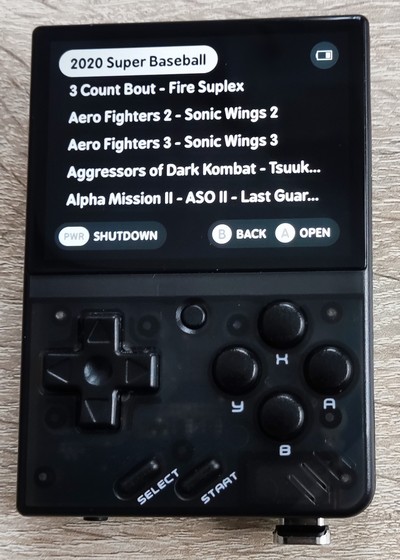 2020 Super Baseball
3 Count Bout - Fire Suplex
Aero Fighters 2 - Sonic Wings 2
Aero Fighters 3 - Sonic Wings 3
Aggressors of Dark Kombat - Tsuuk...
Alpha Mission II - ASO II - Last Guar...
PWR SHUTDOWN B BACK A OPEN
X
Y A
B
SELECT START